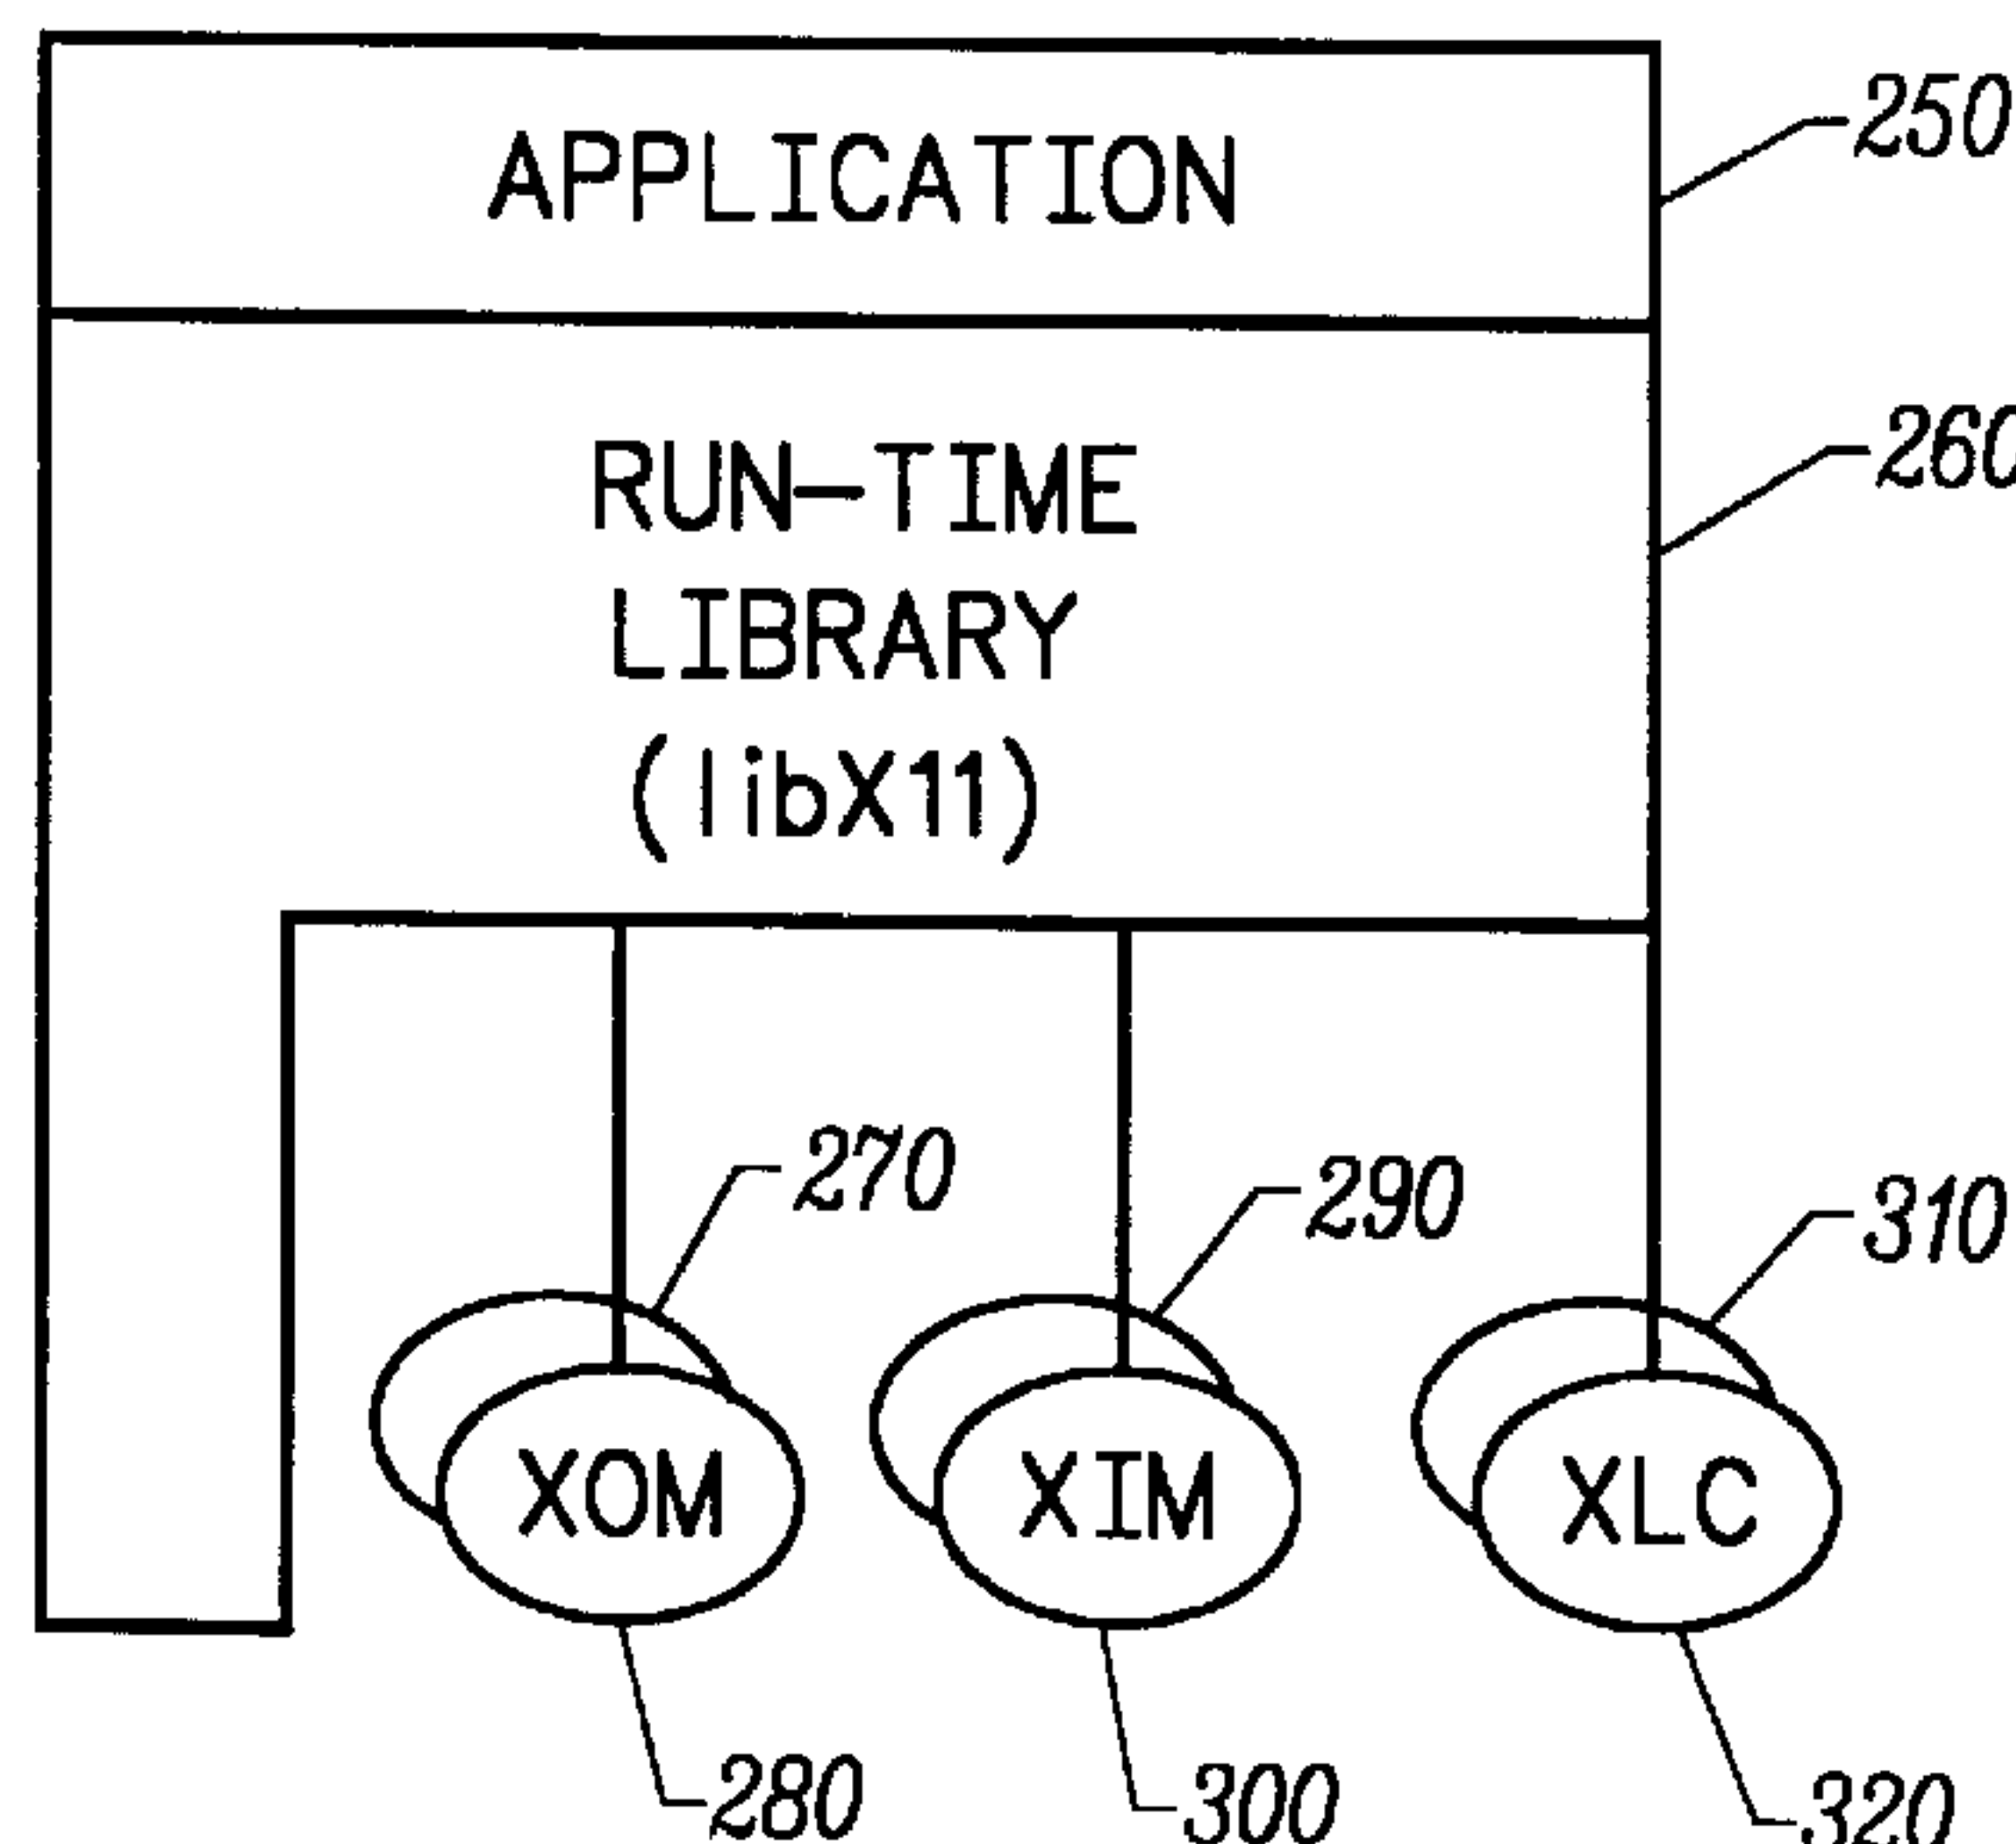 APPLICATION
250
RUN-TIME
260
LIBRARY
(libX11)
270
290
310
XOM
XIM
XLC
280
300
320